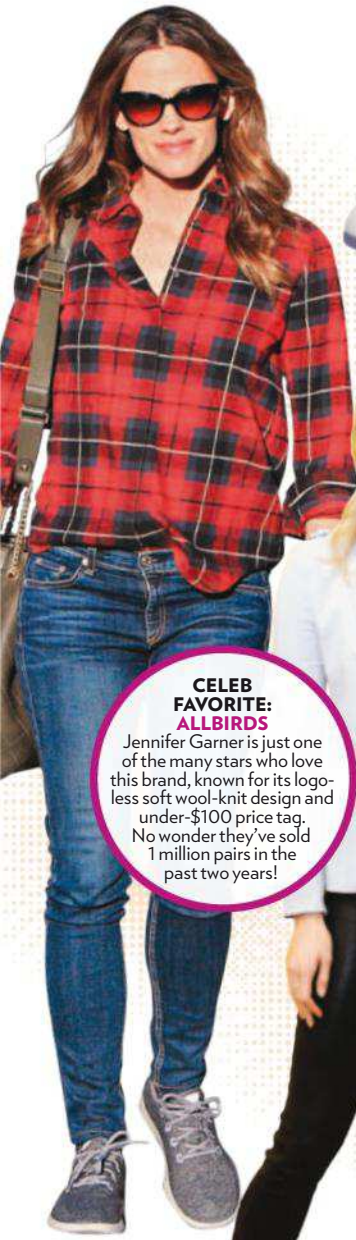 CELEB
FAVORITE:
ALLBIRDS
Jennifer Garner is just one
of the many stars who love
this brand, known for its logo-
less soft wool-knit design and
under-$100 price tag.
No wonder they've sold
1 million pairs in the
past two years!